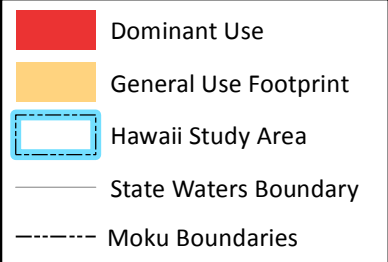 Dominant Use
General Use Footprint
Hawaii Study Area
State Waters Boundary
Moku Boundaries